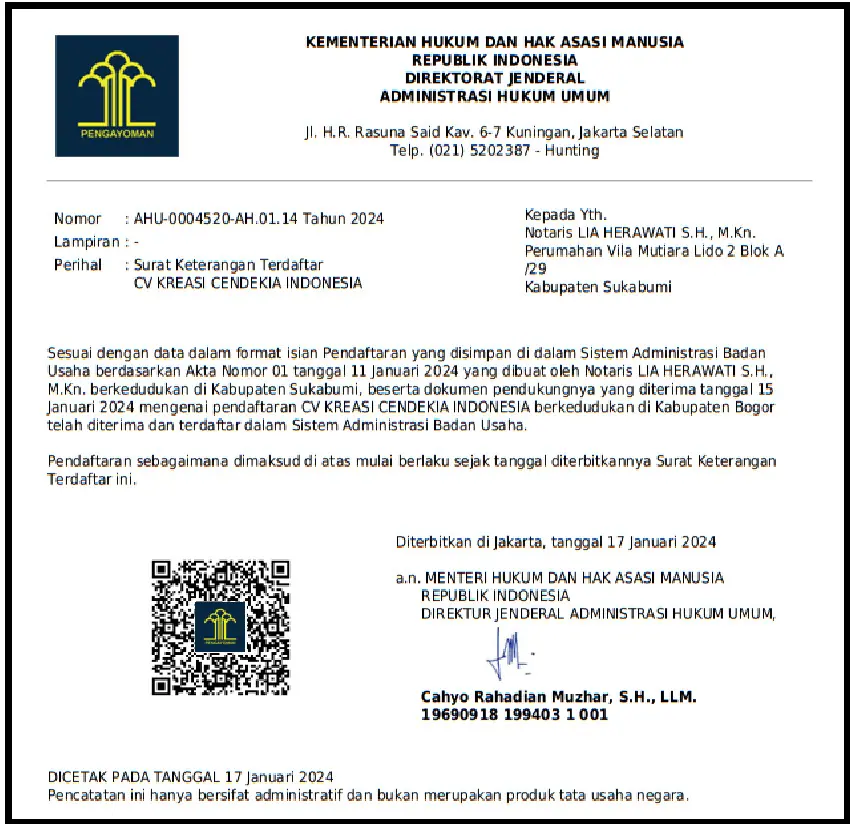 KEMENTERIAN HUKUM DAN HAK ASASI MANUSIA
REPUBLIK INDONESIA
DIREKTORAT JENDERAL
ADMINISTRASI HUKUM UMUM
PENGAYOMAN
Jl. H.R. Rasuna Said Kav. 6-7 Kuningan, Jakarta Selatan
Telp. (021) 5202387 - Hunting
Nomor : AHU-0004520-AH.01.14 Tahun 2024
Lampiran : -
Perihal : Surat Keterangan Terdaftar
CV KREASI CENDEKIA INDONESIA
Kepada Yth.
Notaris LIA HERAWATI S.H., M.Kn.
Perumahan Vila Mutiara Lido 2 Blok A
/29
Kabupaten Sukabumi
Sesuai dengan data dalam format isian Pendaftaran yang disimpan di dalam Sistem Administrasi Badan
Usaha berdasarkan Akta Nomor 01 tanggal 11 Januari 2024 yang dibuat oleh Notaris LIA HERAWATI S.H.,
M.Kn. berkedudukan di Kabupaten Sukabumi, beserta dokumen pendukungnya yang diterima tanggal 15
Januari 2024 mengenai pendaftaran CV KREASI CENDEKIA INDONESIA berkedudukan di Kabupaten Bogor
telah diterima dan terdaftar dalam Sistem Administrasi Badan Usaha.
Pendaftaran sebagaimana dimaksud di atas mulai berlaku sejak tanggal diterbitkannya Surat Keterangan
Terdaftar ini.
Diterbitkan di Jakarta, tanggal 17 Januari 2024
a.n. MENTERI HUKUM DAN HAK ASASI MANUSIA
REPUBLIK INDONESIA
DIREKTUR JENDERAL ADMINISTRASI HUKUM UMUM,
PENGAYOMAN
Cahyo Rahadian Muzhar, S.H., LLM.
19690918 199403 1 001
DICETAK PADA TANGGAL 17 Januari 2024
Pencatatan ini hanya bersifat administratif dan bukan merupakan produk tata usaha negara.